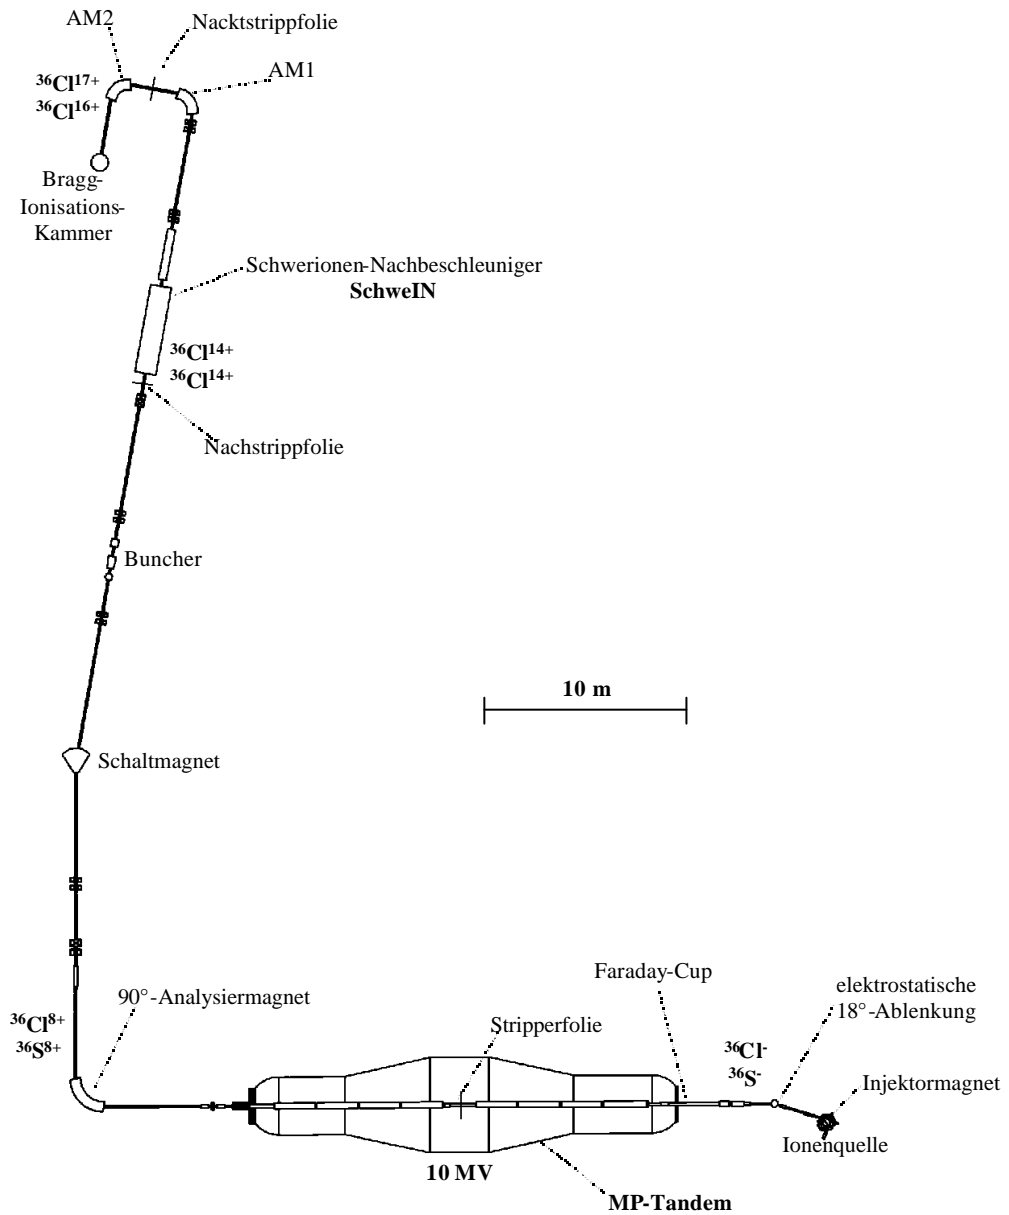 AM2
Nacktstrippfolie
AM1
³⁶Cl¹⁷⁺
³⁶Cl¹⁶⁺
Bragg-
Ionisations-
Kammer
Schwerionen-Nachbeschleuniger
SchweIN
³⁶Cl¹⁴⁺
³⁶Cl¹⁴⁺
Nachstrippfolie
Buncher
10 m
Schaltmagnet
Faraday-Cup
elektrostatische
18°-Ablenkung
90°-Analysiermagnet
Stripperfolie
³⁶Cl⁸⁺
³⁶S⁸⁺
³⁶Cl⁻
³⁶S⁻
Injektormagnet
Ionenquelle
10 MV
MP-Tandem